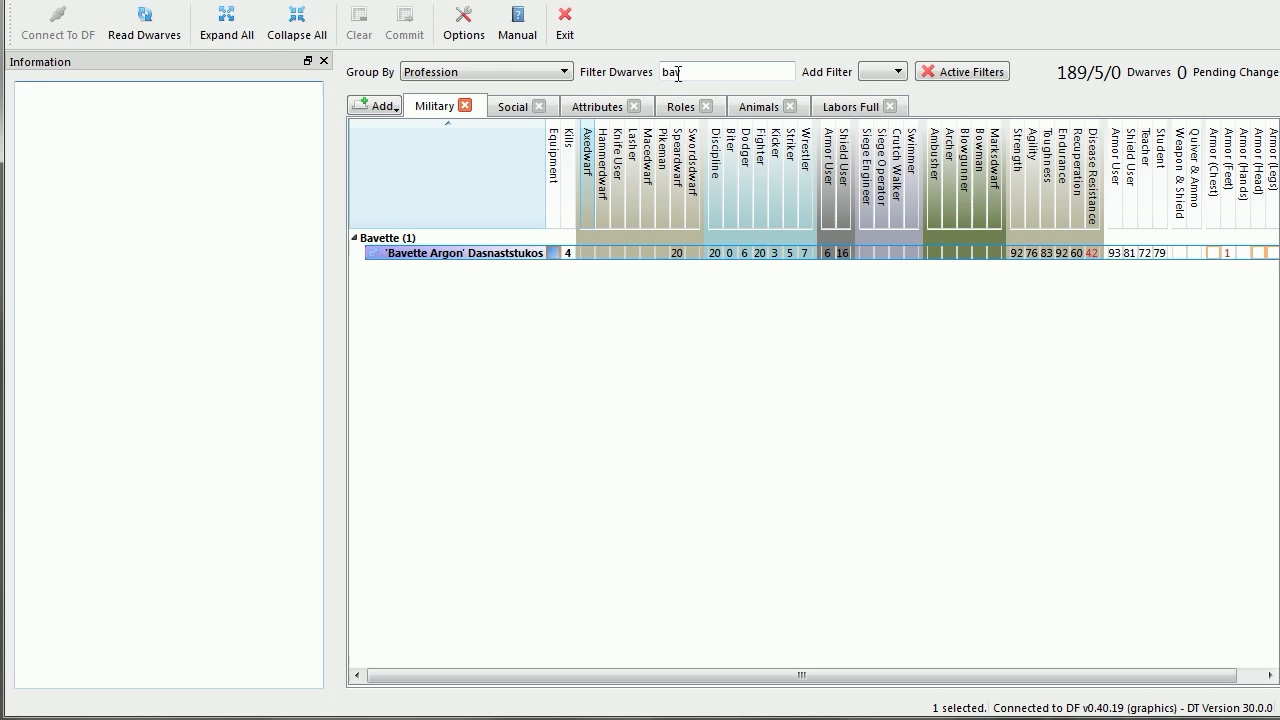 Connect To DF Read Dwarves Expand All Collapse All Clear Commit Options Manual Exit
Information
Group By Profession Filter Dwarves bay Add Filter Active Filters 189/5/0 Dwarves 0 Pending Change
Add Military Social Attributes Roles Animals Labors Full
Equipment
Kills
Axedwarf
Hammerdwarf
Knife User
Lasher
Macedwarf
Pikeman
Speardwarf
Swordsdwarf
Discipline
Biter
Dodger
Fighter
Kicker
Striker
Wrestler
Armor User
Shield User
Siege Engineer
Siege Operator
Crutch Walker
Swimmer
Ambusher
Archer
Blowgunner
Bowman
Marksdwarf
Strength
Agility
Toughness
Endurance
Recuperation
Disease Resistance
Armor User
Shield User
Teacher
Student
Weapon & Shield
Quiver & Ammo
Armor (Chest)
Armor (Feet)
Armor (Hands)
Armor (Head)
Armor (Legs)
Bavette (1)
'Bavette Argon' Dasnaststukos 4 20 20 0 6 20 3 5 7 6 16 92 76 83 92 60 42 93 81 72 79 1
1 selected. Connected to DF v0.40.19 (graphics) - DT Version 30.0.0